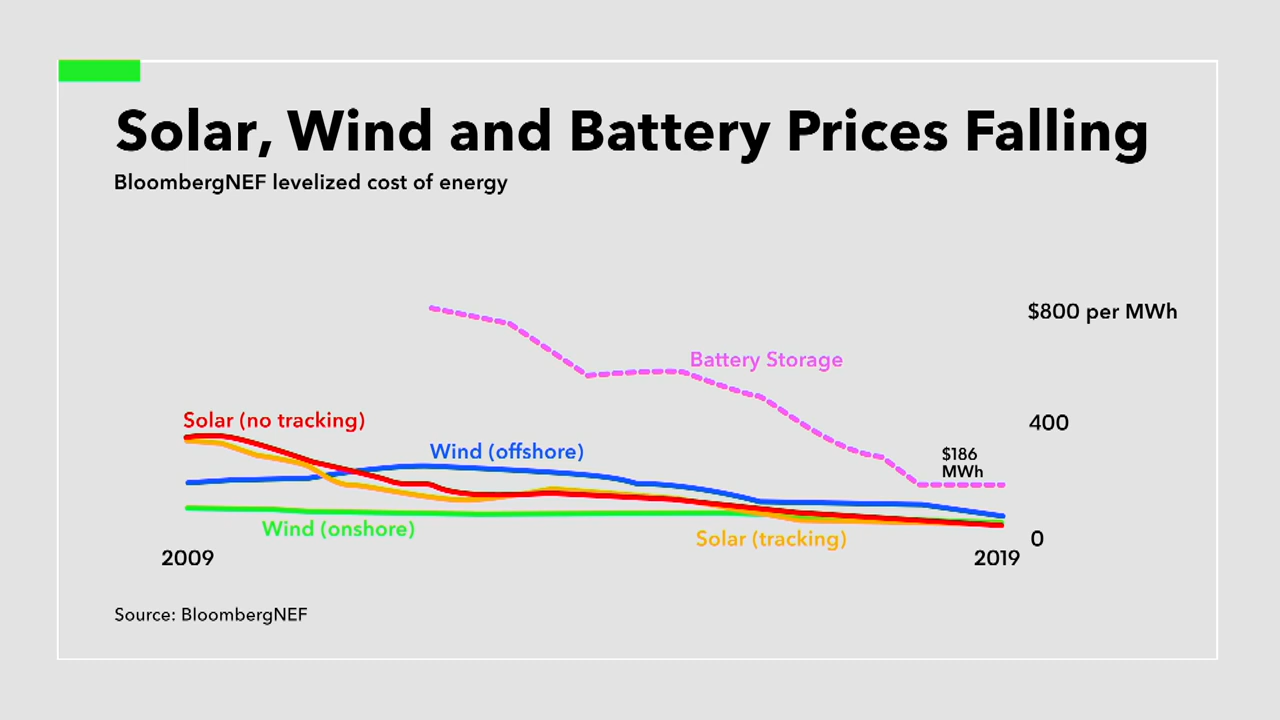 Solar, Wind and Battery Prices Falling
BloombergNEF levelized cost of energy
$800 per MWh
Battery Storage
Solar (no tracking)
400
Wind (offshore)
$186
MWh
Wind (onshore)
Solar (tracking)
0
2009
2019
Source: BloombergNEF